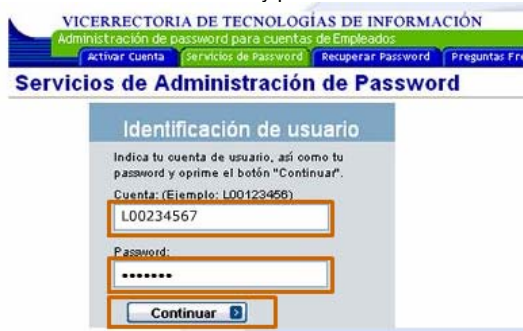 VICERRECTORIA DE TECNOLOGÍAS DE INFORMACIÓN
Administración de password para cuentas de Empleados
Activar Cuenta Servicios de Password Recuperar Password Preguntas Fre
Servicios de Administración de Password
Identificación de usuario
Indica tu cuenta de usuario, así como tu
password y oprime el botón "Continuar".
Cuenta: (Ejemplo: L00123456)
L00234567
Password:
•••••••
Continuar